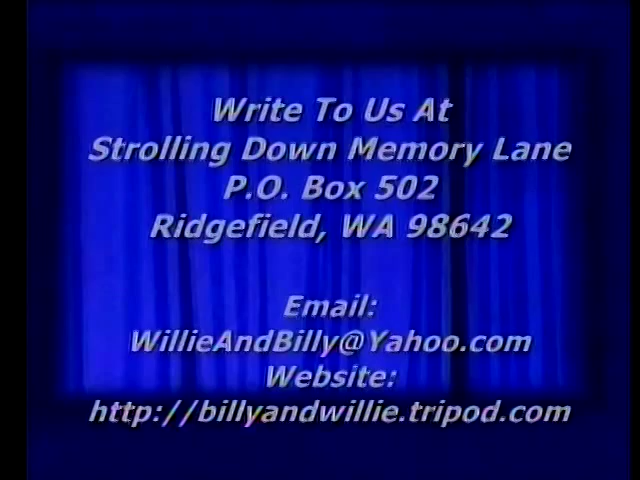 Write To Us At
Strolling Down Memory Lane
P.O. Box 502
Ridgefield, WA 98642
Email:
WillieAndBilly@Yahoo.com
Website:
http://billyandwillie.tripod.com